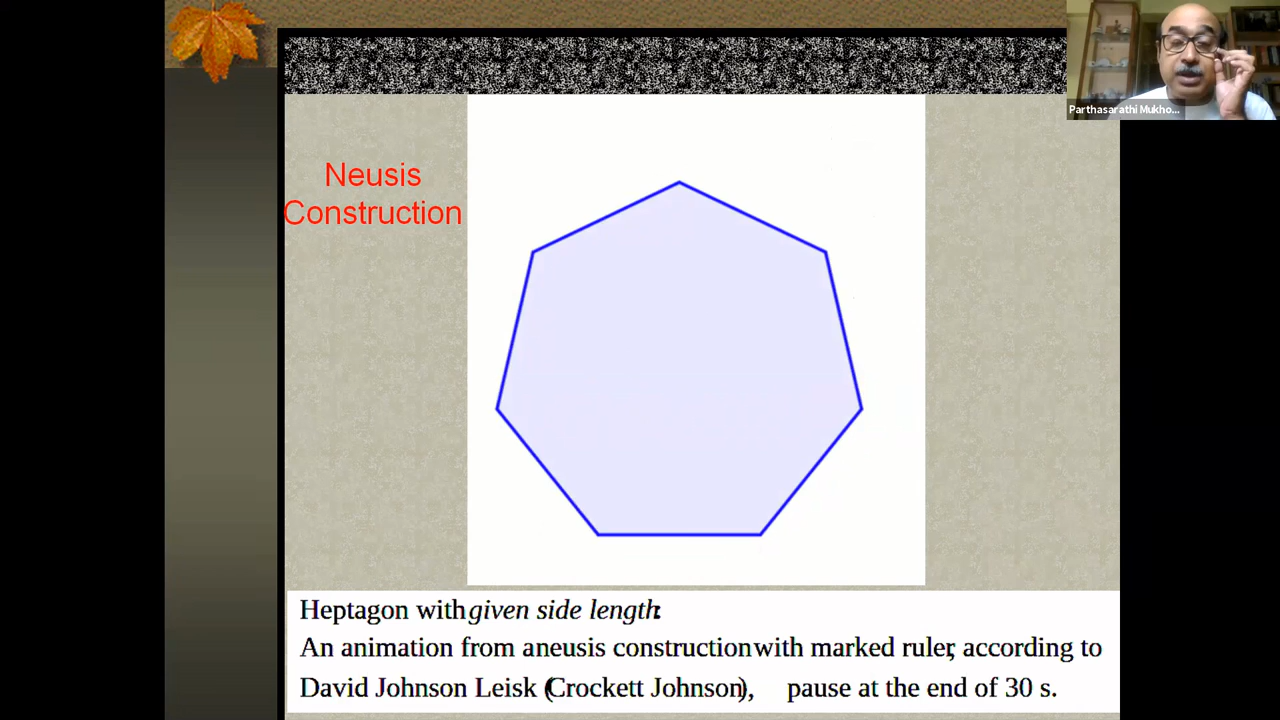 Parthasarathi Mukho...
Neusis
Construction
Heptagon with given side length:
An animation from a neusis construction with marked ruler, according to
David Johnson Leisk (Crockett Johnson), pause at the end of 30 s.